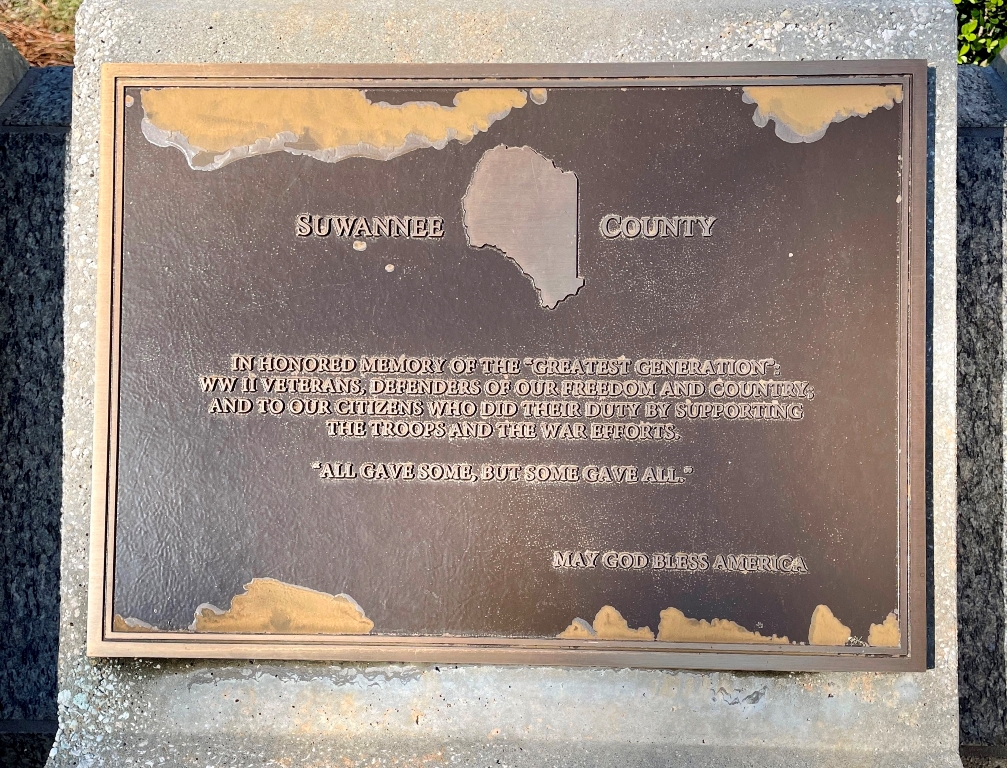 SUWANNEE COUNTY
IN HONORED MEMORY OF THE "GREATEST GENERATION":
WW II VETERANS, DEFENDERS OF OUR FREEDOM AND COUNTRY;
AND TO OUR CITIZENS WHO DID THEIR DUTY BY SUPPORTING
THE TROOPS AND THE WAR EFFORTS.
"ALL GAVE SOME, BUT SOME GAVE ALL."
MAY GOD BLESS AMERICA